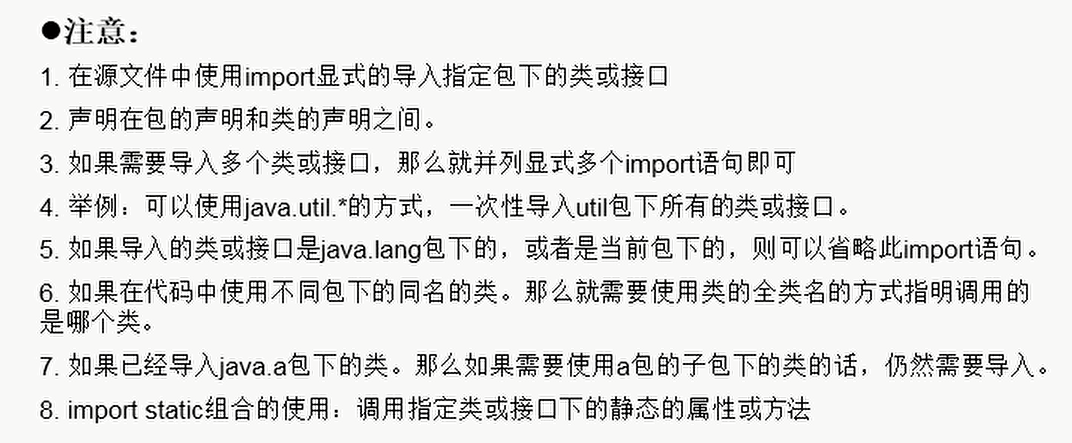 ●注意：
1. 在源文件中使用import显式的导入指定包下的类或接口
2. 声明在包的声明和类的声明之间。
3. 如果需要导入多个类或接口，那么就并列显式多个import语句即可
4. 举例：可以使用java.util.*的方式，一次性导入util包下所有的类或接口。
5. 如果导入的类或接口是java.lang包下的，或者是当前包下的，则可以省略此import语句。
6. 如果在代码中使用不同包下的同名的类。那么就需要使用类的全类名的方式指明调用的
是哪个类。
7. 如果已经导入java.a包下的类。那么如果需要使用a包的子包下的类的话，仍然需要导入。
8. import static组合的使用：调用指定类或接口下的静态的属性或方法